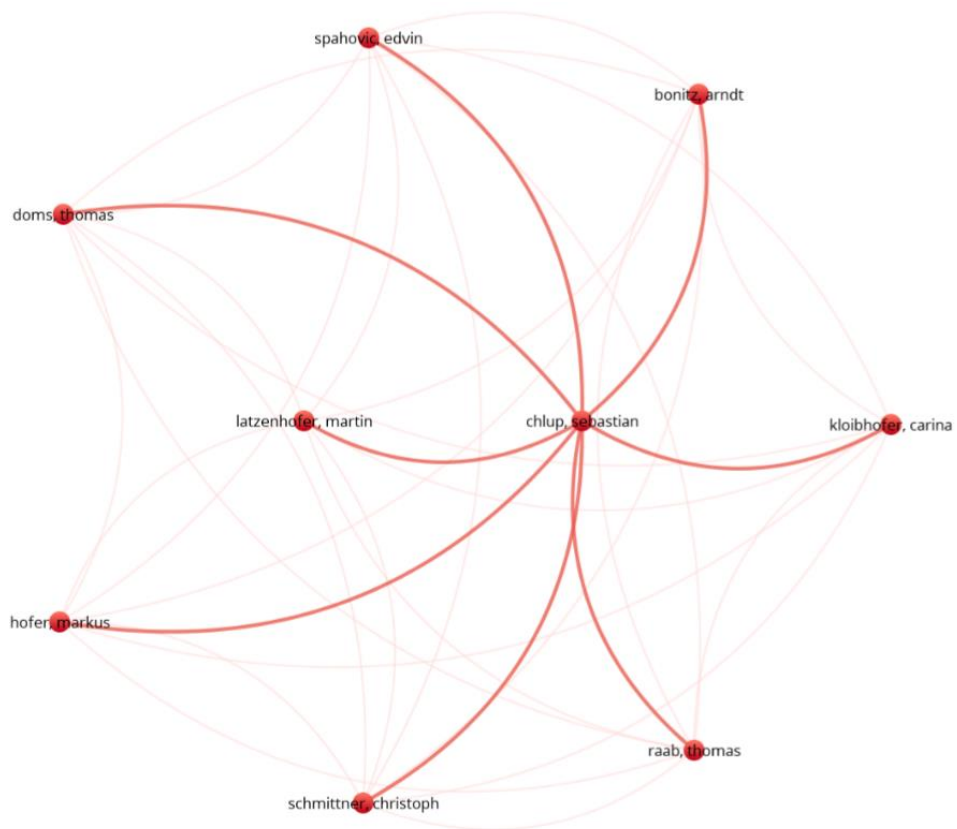 spahovic, edvin
bonitz, arndt
doms, thomas
latzenhofer, martin
chlup, sebastian
kloibhofer, carina
hofer, markus
raab, thomas
schmittner, christoph